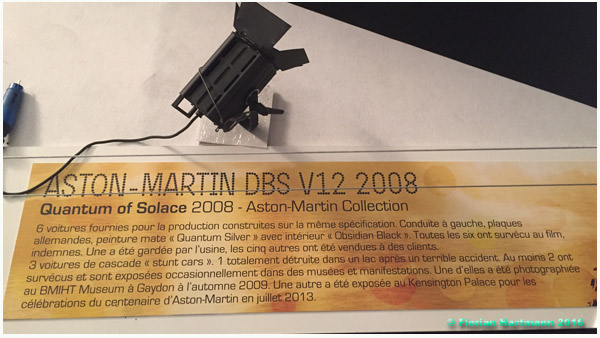 ASTON-MARTIN DBS V12 2008
Quantum of Solace 2008 - Aston-Martin Collection
6 voitures fournies pour la production construites sur la même spécification. Conduite à gauche, plaques
allemandes, peinture mate « Quantum Silver » avec intérieur « Obsidian Black ». Toutes les six ont survécu au film,
indemnes. Une a été gardée par l'usine, les cinq autres ont été vendues à des clients.
3 voitures de cascade « stunt cars ». 1 totalement détruite dans un lac après un terrible accident. Au moins 2 ont
survécus et sont exposées occasionnellement dans des musées et manifestations. Une d'elles a été photographiée
au BMIHT Museum à Gaydon à l'automne 2009. Une autre a été exposée au Kensington Palace pour les
célébrations du centenaire d'Aston-Martin en juillet 2013.
© 2016